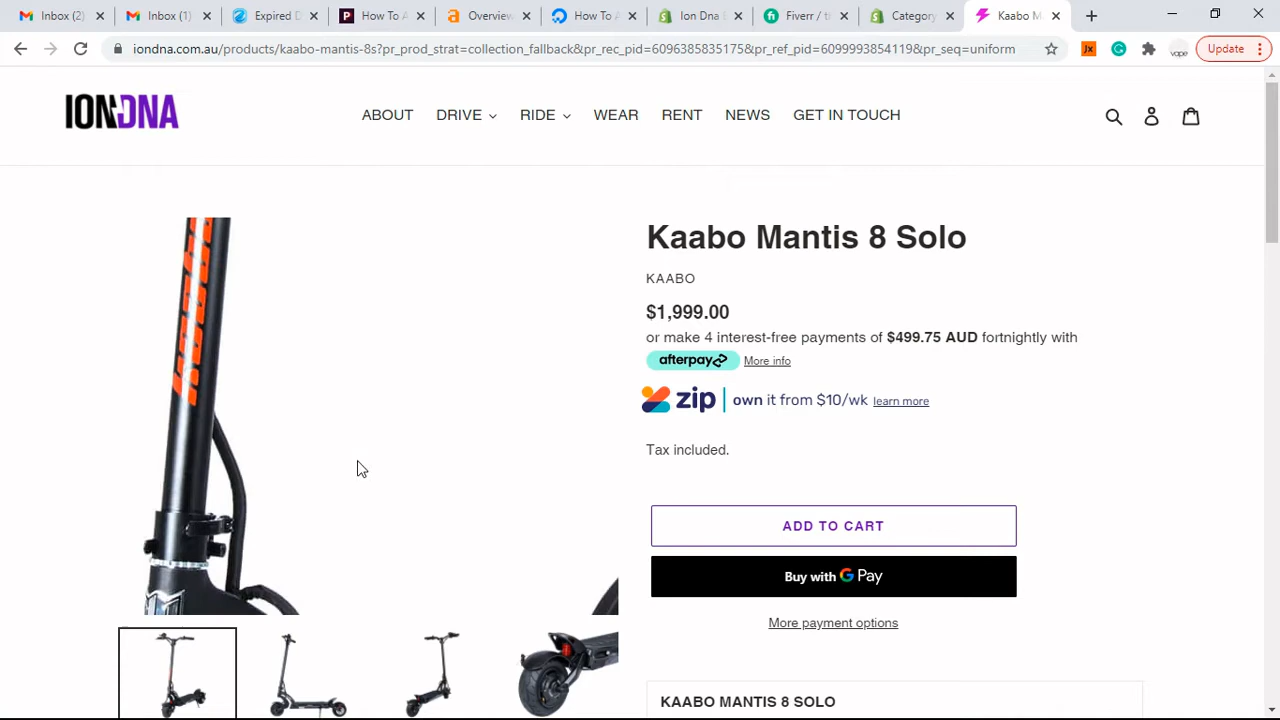 Inbox (2)
Inbox (1)
Expired D
How To A
Overview
How To A
Ion Dna E
Fiverr / t
Category
Kaabo M
iondna.com.au/products/kaabo-mantis-8s?pr_prod_strat=collection_fallback&pr_rec_pid=6096385835175&pr_ref_pid=6099993854119&pr_seq=uniform
Update
IONDNA
ABOUT DRIVE RIDE WEAR RENT NEWS GET IN TOUCH
Kaabo Mantis 8 Solo
KAABO
$1,999.00
or make 4 interest-free payments of $499.75 AUD fortnightly with
afterpay More info
zip own it from $10/wk learn more
Tax included.
ADD TO CART
Buy with G Pay
More payment options
KAABO MANTIS 8 SOLO